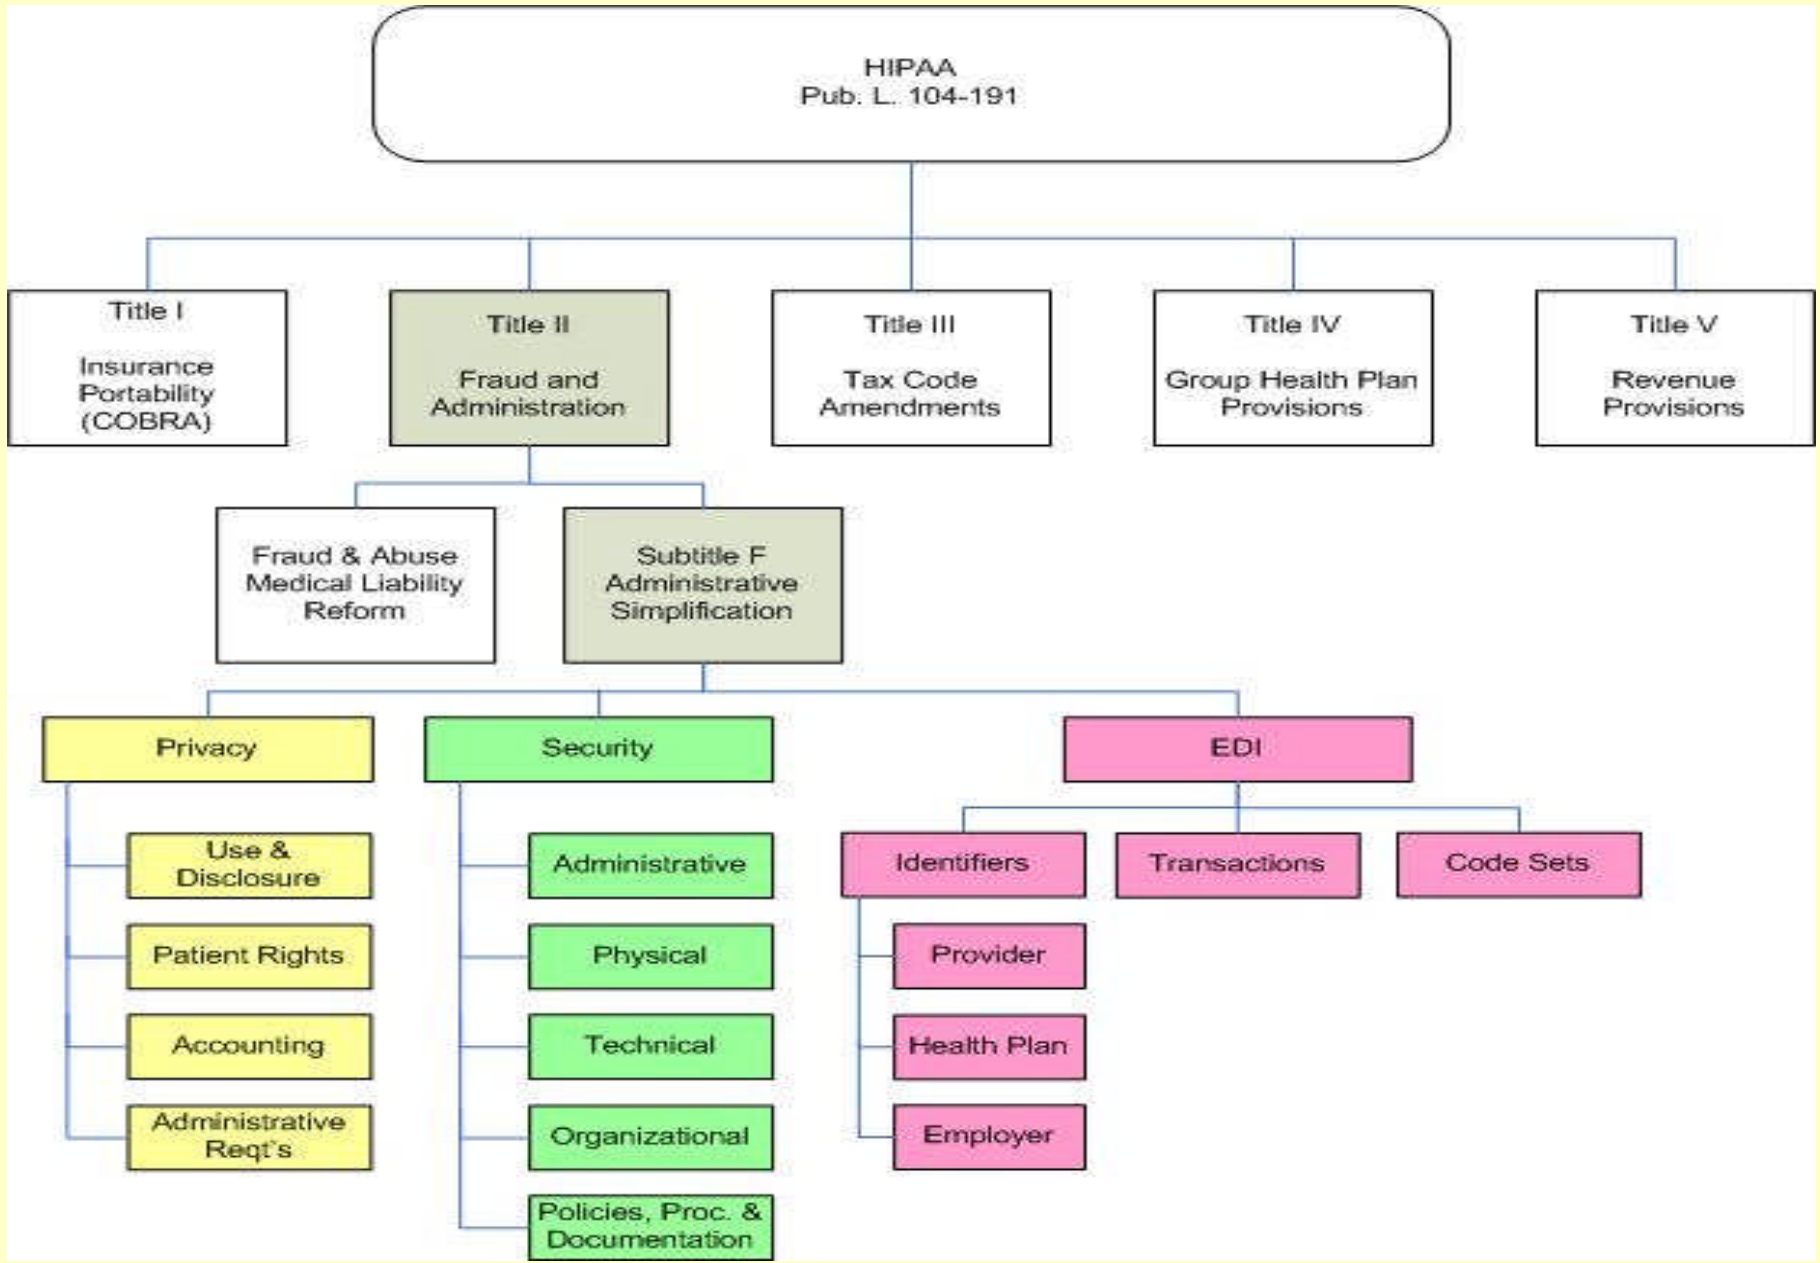 HIPAA
Pub. L. 104-191
Title I
Insurance
Portability
(COBRA)
Title II
Fraud and
Administration
Title III
Tax Code
Amendments
Title IV
Group Health Plan
Provisions
Title V
Revenue
Provisions
Fraud & Abuse
Medical Liability
Reform
Subtitle F
Administrative
Simplification
Privacy
Use &
Disclosure
Patient Rights
Accounting
Administrative
Reqt's
Security
Administrative
Physical
Technical
Organizational
Policies, Proc. &
Documentation
EDI
Identifiers
Provider
Health Plan
Employer
Transactions
Code Sets